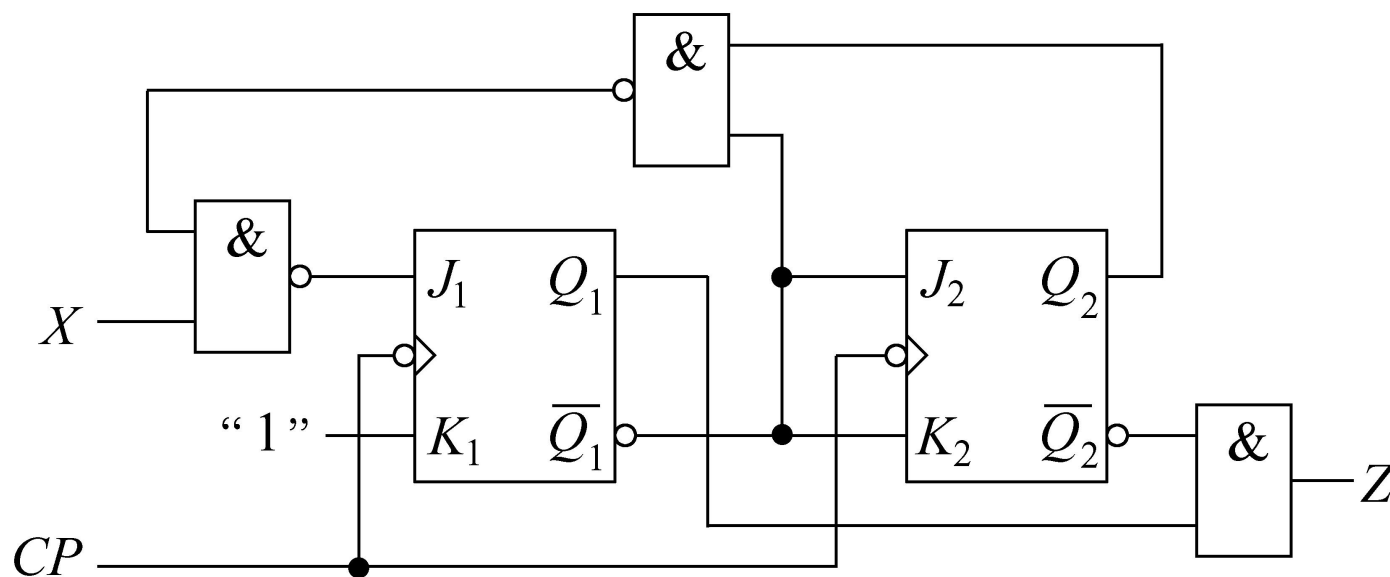 &
&
J₁ Q₁
J₂ Q₂
X
“1”
K₁ Q̅₁
K₂ Q̅₂
&
Z
CP